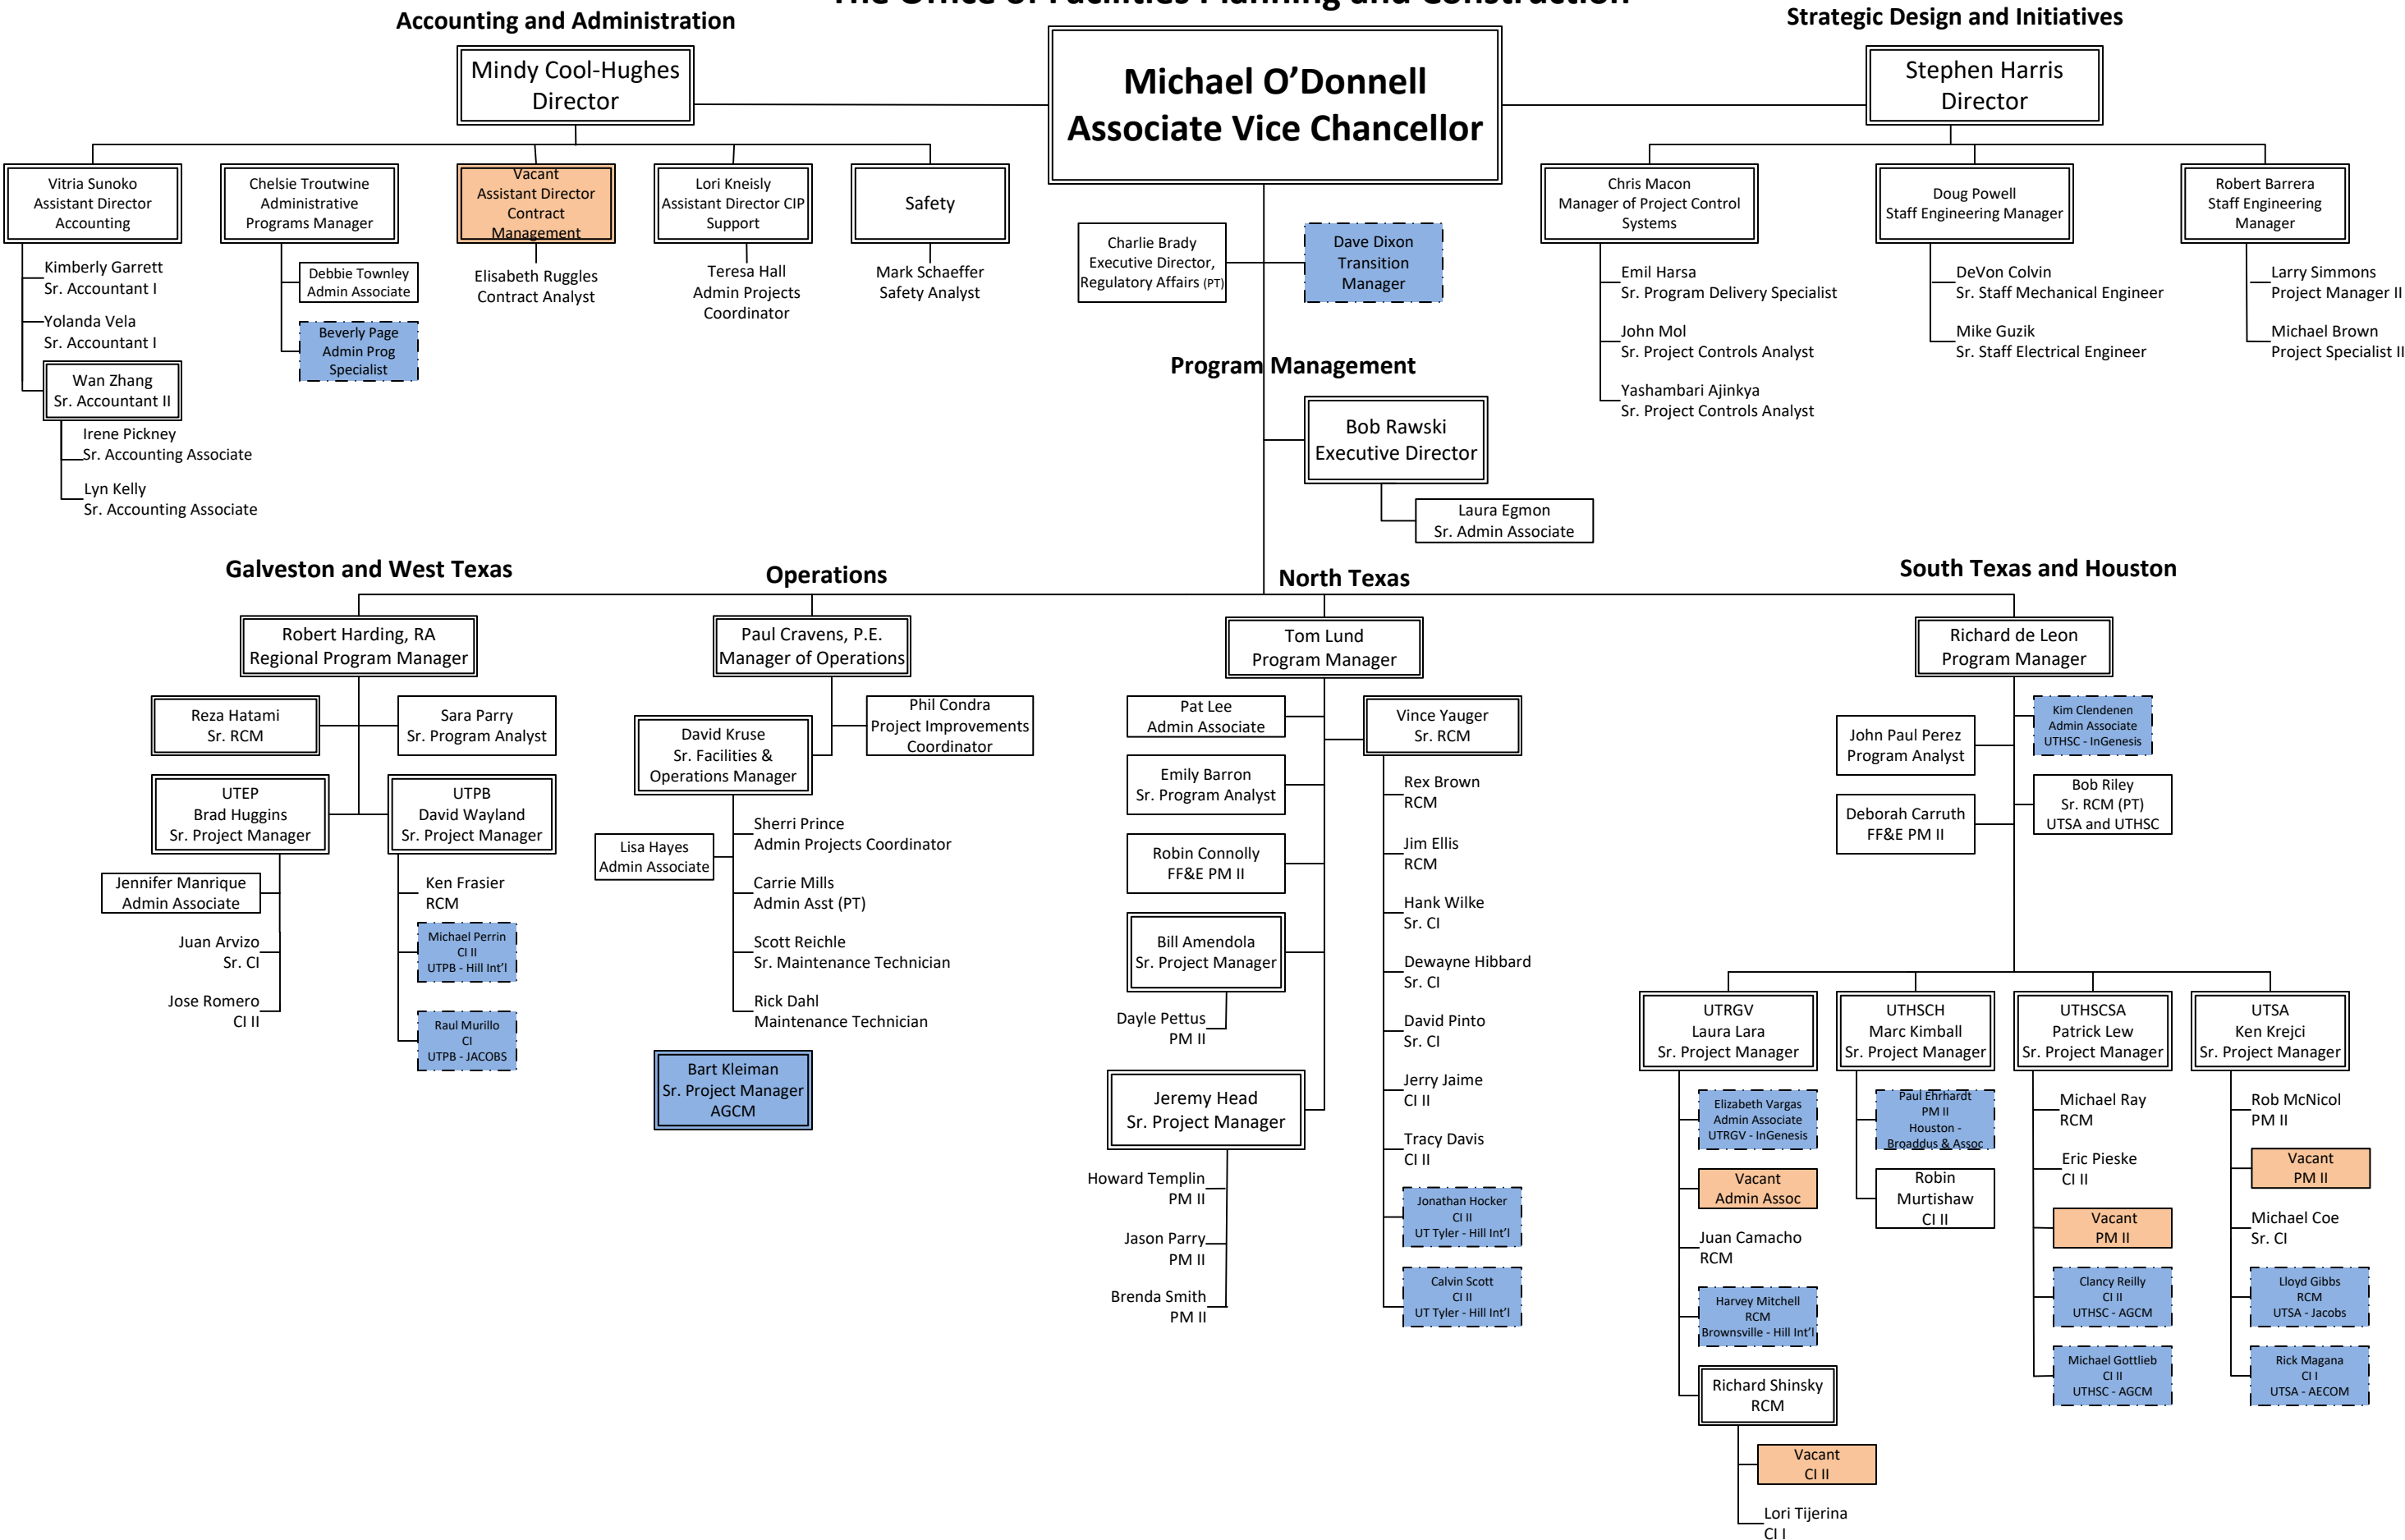 The Office of Facilities Planning and Construction
Accounting and Administration
Strategic Design and Initiatives
Mindy Cool-Hughes
Director
Michael O’Donnell
Associate Vice Chancellor
Stephen Harris
Director
Vitria Sunoko
Assistant Director
Accounting
Chelsie Troutwine
Administrative
Programs Manager
Vacant
Assistant Director
Contract
Management
Lori Kneisly
Assistant Director CIP
Support
Safety
Kimberly Garrett
Sr. Accountant I
Yolanda Vela
Sr. Accountant I
Wan Zhang
Sr. Accountant II
Irene Pickney
Sr. Accounting Associate
Lyn Kelly
Sr. Accounting Associate
Debbie Townley
Admin Associate
Beverly Page
Admin Prog
Specialist
Elisabeth Ruggles
Contract Analyst
Teresa Hall
Admin Projects
Coordinator
Mark Schaeffer
Safety Analyst
Charlie Brady
Executive Director,
Regulatory Affairs (PT)
Dave Dixon
Transition
Manager
Chris Macon
Manager of Project Control
Systems
Doug Powell
Staff Engineering Manager
Robert Barrera
Staff Engineering
Manager
Emil Harsa
Sr. Program Delivery Specialist
John Mol
Sr. Project Controls Analyst
Yashambari Ajinkya
Sr. Project Controls Analyst
DeVon Colvin
Sr. Staff Mechanical Engineer
Mike Guzik
Sr. Staff Electrical Engineer
Larry Simmons
Project Manager II
Michael Brown
Project Specialist II
Program Management
Bob Rawski
Executive Director
Laura Egmon
Sr. Admin Associate
Galveston and West Texas
Operations
North Texas
South Texas and Houston
Robert Harding, RA
Regional Program Manager
Reza Hatami
Sr. RCM
Sara Parry
Sr. Program Analyst
UTEP
Brad Huggins
Sr. Project Manager
UTPB
David Wayland
Sr. Project Manager
Jennifer Manrique
Admin Associate
Juan Arvizo
Sr. CI
Jose Romero
CI II
Ken Frasier
RCM
Michael Perrin
CI II
UTPB - Hill Int’l
Raul Murillo
CI
UTPB - JACOBS
Paul Cravens, P.E.
Manager of Operations
Phil Condra
Project Improvements
Coordinator
David Kruse
Sr. Facilities &
Operations Manager
Lisa Hayes
Admin Associate
Sherri Prince
Admin Projects Coordinator
Carrie Mills
Admin Asst (PT)
Scott Reichle
Sr. Maintenance Technician
Rick Dahl
Maintenance Technician
Bart Kleiman
Sr. Project Manager
AGCM
Tom Lund
Program Manager
Pat Lee
Admin Associate
Emily Barron
Sr. Program Analyst
Robin Connolly
FF&E PM II
Bill Amendola
Sr. Project Manager
Dayle Pettus
PM II
Jeremy Head
Sr. Project Manager
Howard Templin
PM II
Jason Parry
PM II
Brenda Smith
PM II
Vince Yauger
Sr. RCM
Rex Brown
RCM
Jim Ellis
RCM
Hank Wilke
Sr. CI
Dewayne Hibbard
Sr. CI
David Pinto
Sr. CI
Jerry Jaime
CI II
Tracy Davis
CI II
Jonathan Hocker
CI II
UT Tyler - Hill Int’l
Calvin Scott
CI II
UT Tyler - Hill Int’l
Richard de Leon
Program Manager
Kim Clendenen
Admin Associate
UTHSC - InGenesis
John Paul Perez
Program Analyst
Bob Riley
Sr. RCM (PT)
UTSA and UTHSC
Deborah Carruth
FF&E PM II
UTRGV
Laura Lara
Sr. Project Manager
UTHSCH
Marc Kimball
Sr. Project Manager
UTHSCSA
Patrick Lew
Sr. Project Manager
UTSA
Ken Krejci
Sr. Project Manager
Elizabeth Vargas
Admin Associate
UTRGV - InGenesis
Vacant
Admin Assoc
Juan Camacho
RCM
Harvey Mitchell
RCM
Brownsville - Hill Int’l
Richard Shinsky
RCM
Vacant
CI II
Lori Tijerina
CI I
Paul Ehrhardt
PM II
Houston -
Broaddus & Assoc
Robin
Murtishaw
CI II
Michael Ray
RCM
Eric Pieske
CI II
Vacant
PM II
Clancy Reilly
CI II
UTHSC - AGCM
Michael Gottlieb
CI II
UTHSC - AGCM
Rob McNicol
PM II
Vacant
PM II
Michael Coe
Sr. CI
Lloyd Gibbs
RCM
UTSA - Jacobs
Rick Magana
CI I
UTSA - AECOM